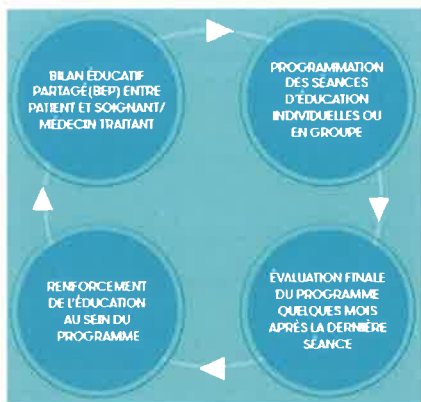 BILAN ÉDUCATIF
PARTAGÉ (BEP) ENTRE
PATIENT ET SOIGNANT/
MÉDECIN TRAITANT
PROGRAMMATION
DES SÉANCES
D'ÉDUCATION
INDIVIDUELLES OU
EN GROUPE
ÉVALUATION FINALE
DU PROGRAMME
QUELQUES MOIS
APRÈS LA DERNIÈRE
SÉANCE
RENFORCEMENT
DE L'ÉDUCATION
AU SEIN DU
PROGRAMME